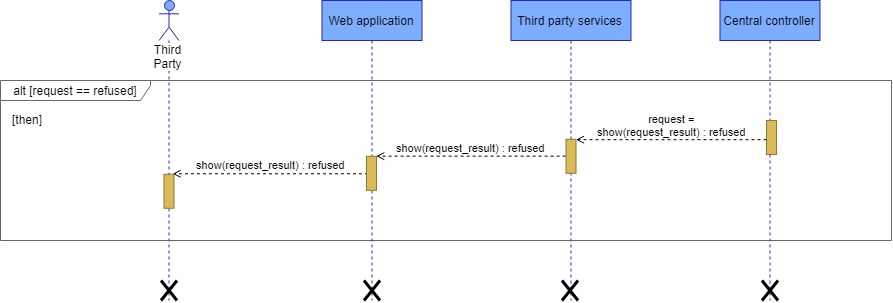 Third
Party
Web application
Third party services
Central controller
alt [request == refused]
[then]
request =
show(request_result) : refused
show(request_result) : refused
show(request_result) : refused